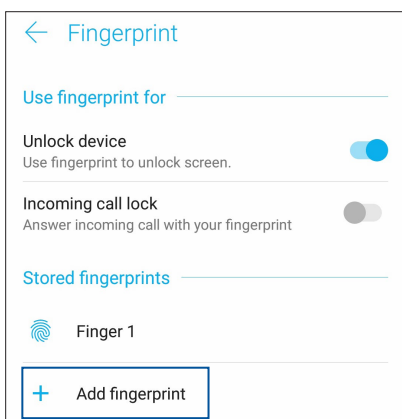 Fingerprint
Use fingerprint for
Unlock device
Use fingerprint to unlock screen.
Incoming call lock
Answer incoming call with your fingerprint
Stored fingerprints
Finger 1
+ Add fingerprint